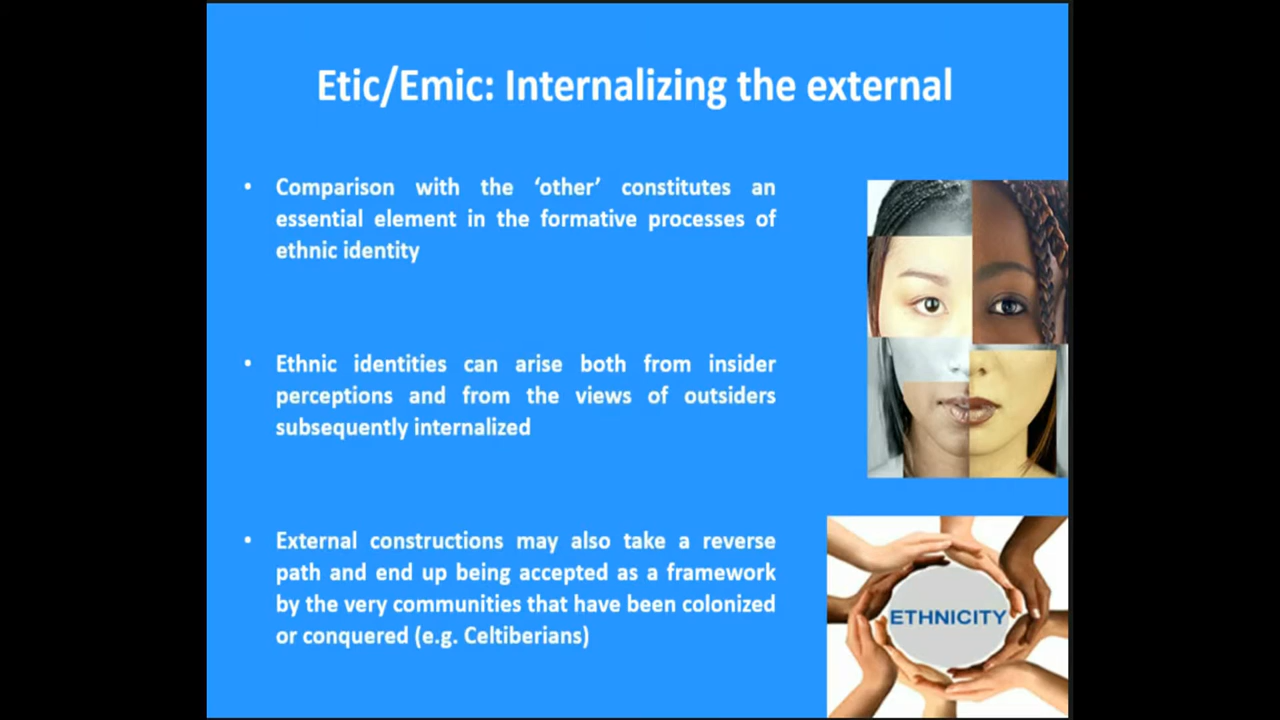 Etic/Emic: Internalizing the external
• Comparison with the ‘other’ constitutes an
essential element in the formative processes of
ethnic identity
• Ethnic identities can arise both from insider
perceptions and from the views of outsiders
subsequently internalized
• External constructions may also take a reverse
path and end up being accepted as a framework
by the very communities that have been colonized
or conquered (e.g. Celtiberians)
ETHNICITY